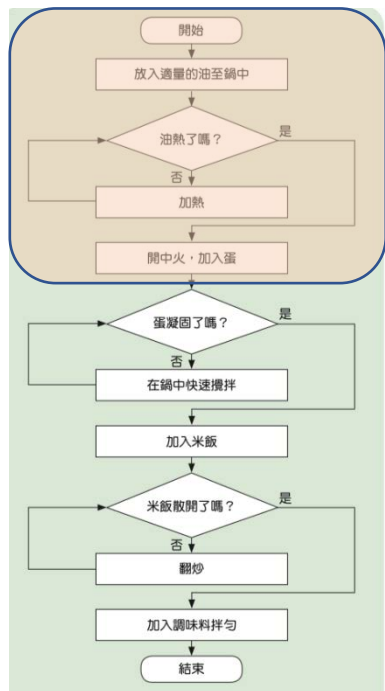 開始
放入適量的油至鍋中
油熱了嗎？
是
否
加熱
開中火，加入蛋
蛋凝固了嗎？
是
否
在鍋中快速攪拌
加入米飯
米飯散開了嗎？
是
否
翻炒
加入調味料拌勻
結束